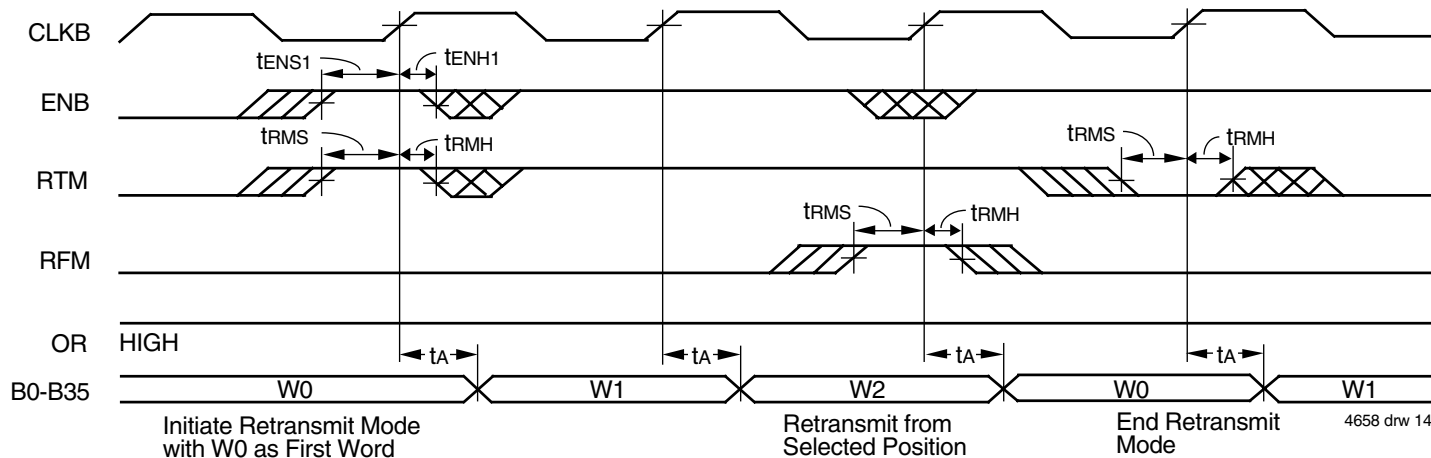 CLKB
tENS1 tENH1
ENB
tRMS tRMH tRMS tRMH
RTM
tRMS tRMH
RFM
OR HIGH
tA tA tA tA
B0-B35 W0 W1 W2 W0 W1
Initiate Retransmit Mode
with W0 as First Word
Retransmit from
Selected Position
End Retransmit
Mode
4658 drw 14